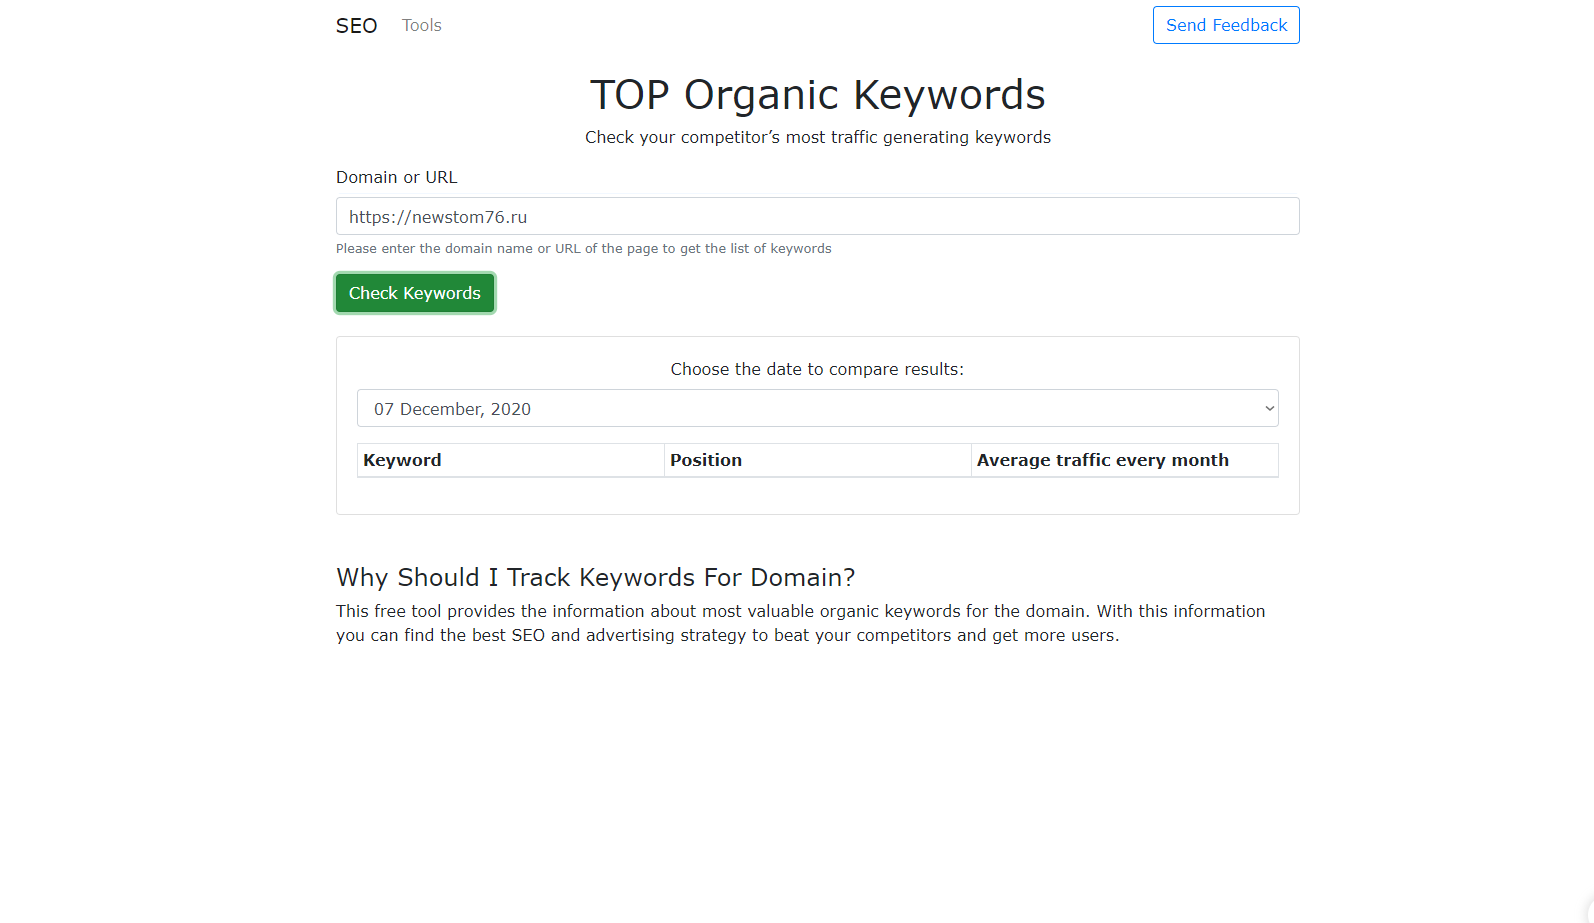 SEO Tools Send Feedback
TOP Organic Keywords
Check your competitor’s most traffic generating keywords
Domain or URL
https://newstom76.ru
Please enter the domain name or URL of the page to get the list of keywords
Check Keywords
Choose the date to compare results:
07 December, 2020
Keyword Position Average traffic every month
Why Should I Track Keywords For Domain?
This free tool provides the information about most valuable organic keywords for the domain. With this information
you can find the best SEO and advertising strategy to beat your competitors and get more users.